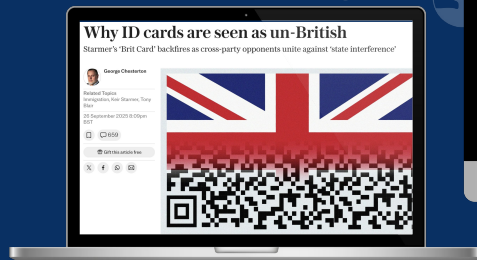 Why ID cards are seen as un-British
Starmer's 'Brit Card' backfires as cross-party opponents unite against 'state interference'
George Chesterton
Related Topics
Immigration, Keir Starmer, Tony
Blair
26 September 2025 8:09pm
BST
659
Gift this article free